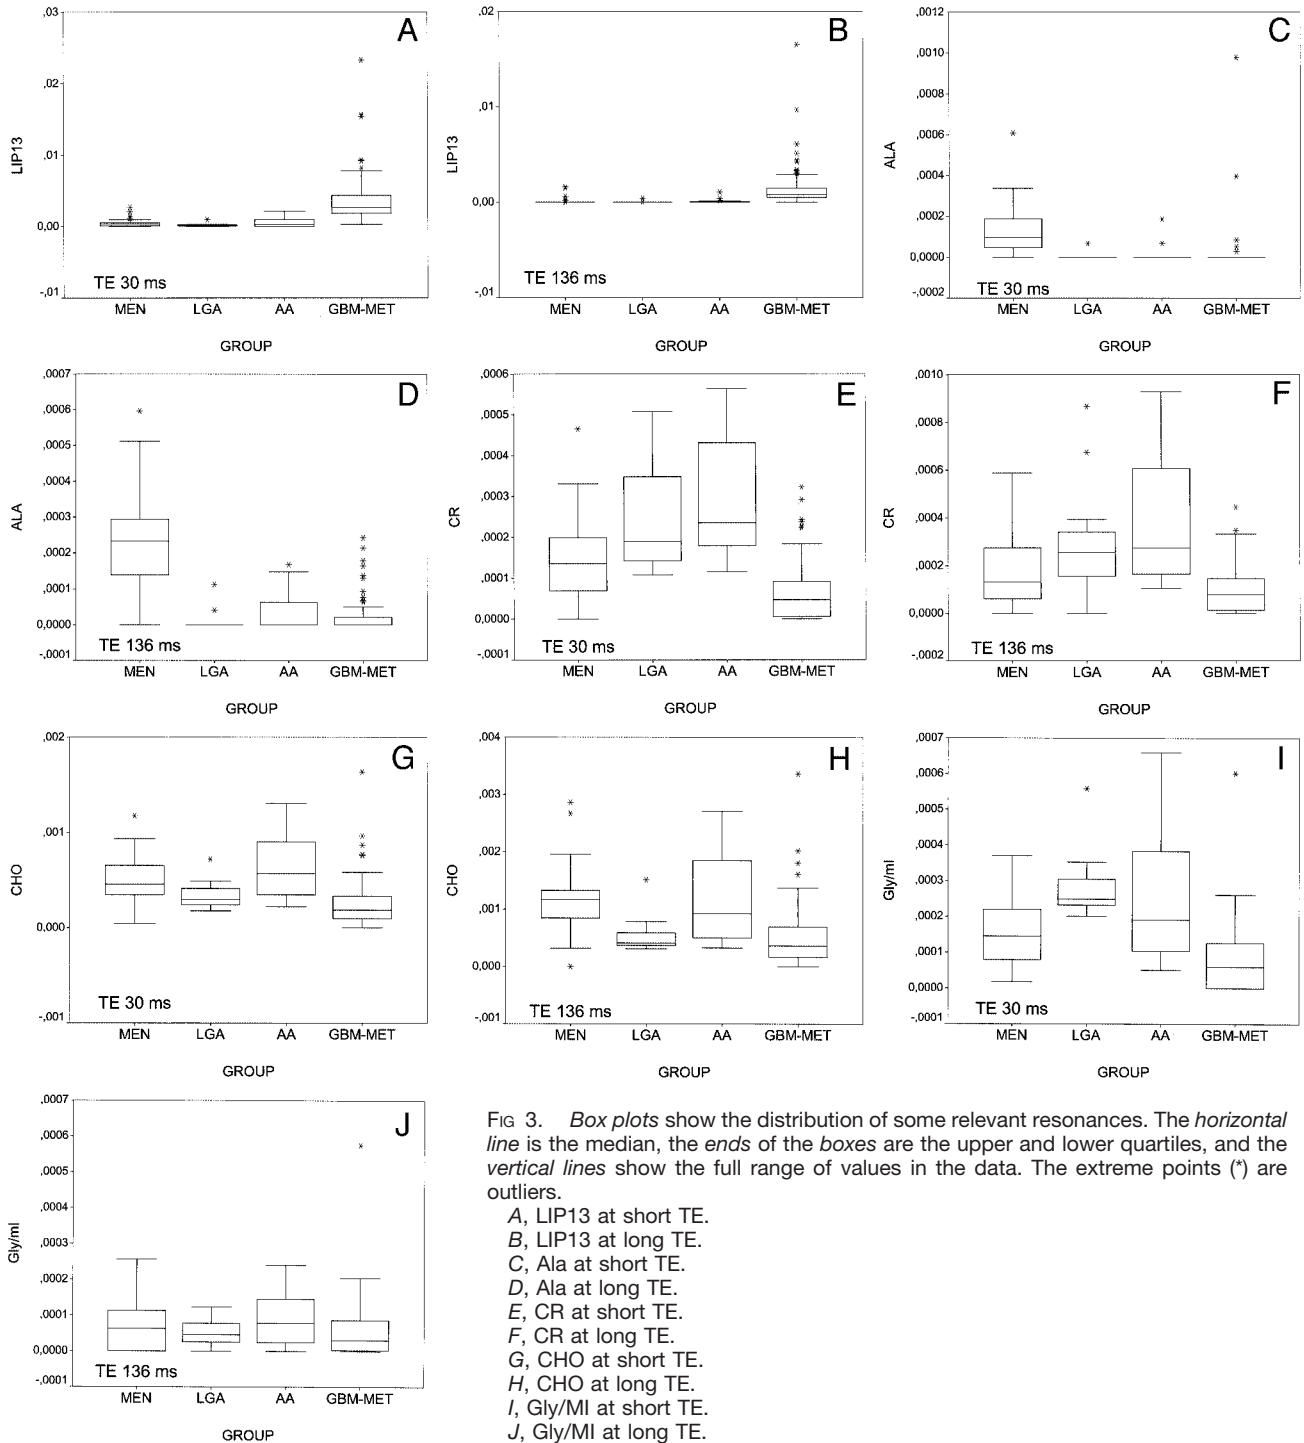 A
,03
,02
,01
0,00
-,01
LIP13
TE 30 ms
MEN LGA AA GBM-MET
GROUP
B
,02
,01
0,00
-,01
LIP13
TE 136 ms
MEN LGA AA GBM-MET
GROUP
C
,0012
,0010
,0008
,0006
,0004
,0002
0,0000
-,0002
ALA
TE 30 ms
MEN LGA AA GBM-MET
GROUP
D
,0007
,0006
,0005
,0004
,0003
,0002
,0001
0,0000
-,0001
ALA
TE 136 ms
MEN LGA AA GBM-MET
GROUP
E
,0006
,0005
,0004
,0003
,0002
,0001
0,0000
-,0001
CR
TE 30 ms
MEN LGA AA GBM-MET
GROUP
F
,0010
,0008
,0006
,0004
,0002
0,0000
-,0002
CR
TE 136 ms
MEN LGA AA GBM-MET
GROUP
G
,002
,001
0,000
-,001
CHO
TE 30 ms
MEN LGA AA GBM-MET
GROUP
H
,004
,003
,002
,001
0,000
-,001
CHO
TE 136 ms
MEN LGA AA GBM-MET
GROUP
I
,0007
,0006
,0005
,0004
,0003
,0002
,0001
0,0000
-,0001
Gly/ml
TE 30 ms
MEN LGA AA GBM-MET
GROUP
J
,0007
,0006
,0005
,0004
,0003
,0002
,0001
0,0000
-,0001
Gly/ml
TE 136 ms
MEN LGA AA GBM-MET
GROUP
FIG 3. Box plots show the distribution of some relevant resonances. The horizontal
line is the median, the ends of the boxes are the upper and lower quartiles, and the
vertical lines show the full range of values in the data. The extreme points (*) are
outliers.
A, LIP13 at short TE.
B, LIP13 at long TE.
C, Ala at short TE.
D, Ala at long TE.
E, CR at short TE.
F, CR at long TE.
G, CHO at short TE.
H, CHO at long TE.
I, Gly/MI at short TE.
J, Gly/MI at long TE.